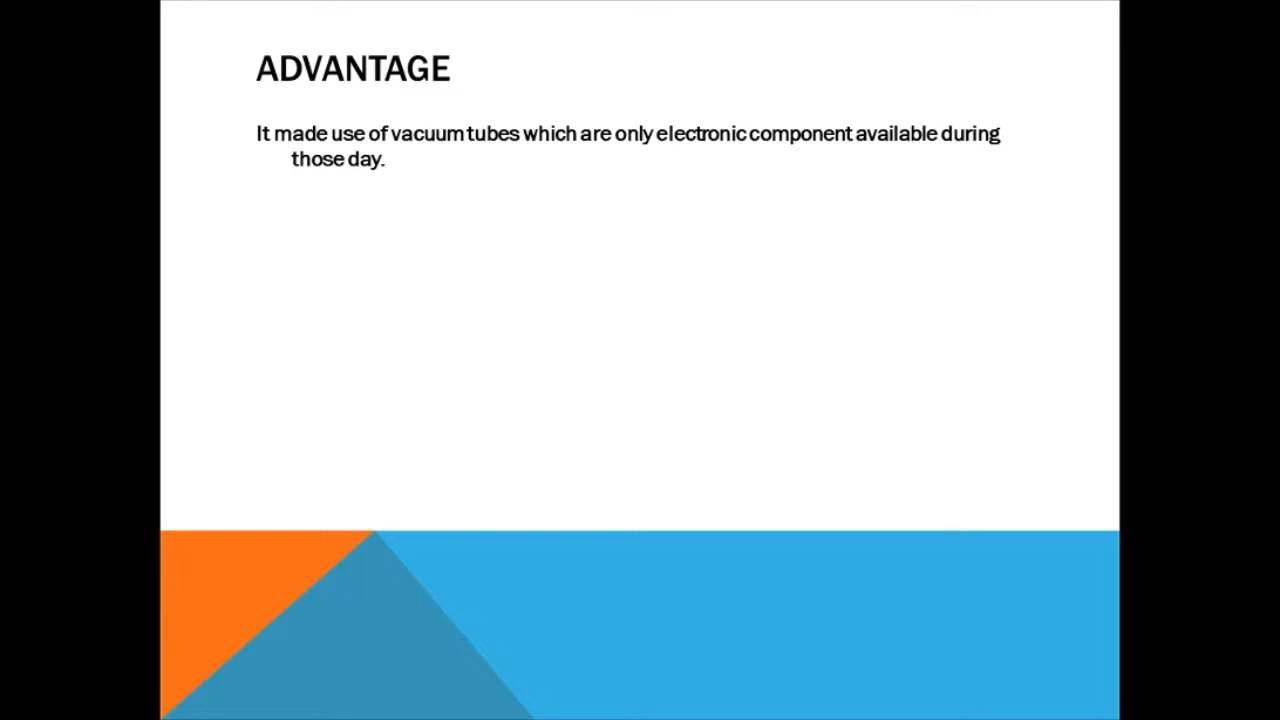 ADVANTAGE
It made use of vacuum tubes which are only electronic component available during
those day.